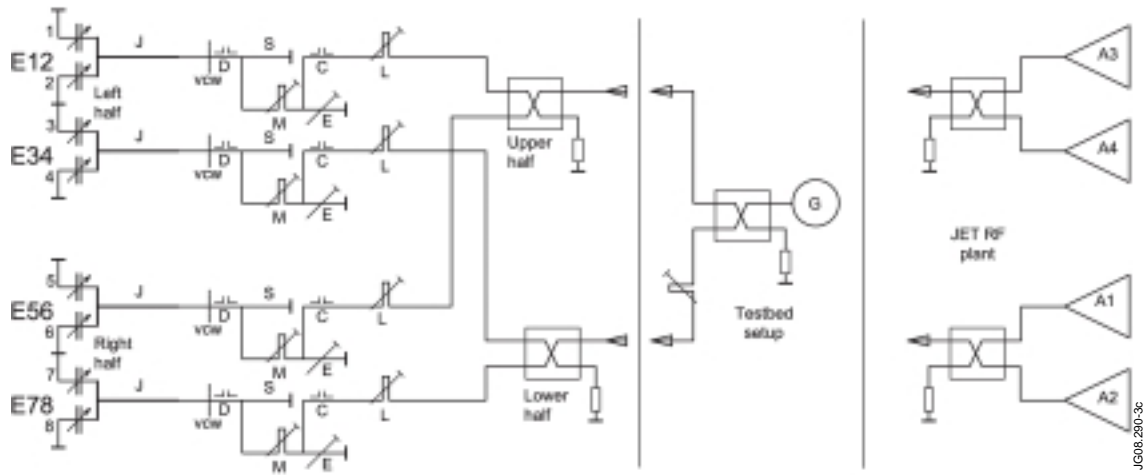 1
J
S
E12
D
C
L
2
vcw
Left
half
M
E
Upper
half
3
J
S
E34
D
C
L
4
vcw
M
E
A3
A4
G
Testbed
setup
JET RF
plant
5
J
S
E56
D
C
L
6
vcw
Right
half
M
E
7
J
S
E78
D
C
L
8
vcw
M
E
Lower
half
A1
A2
JG08.290-3c